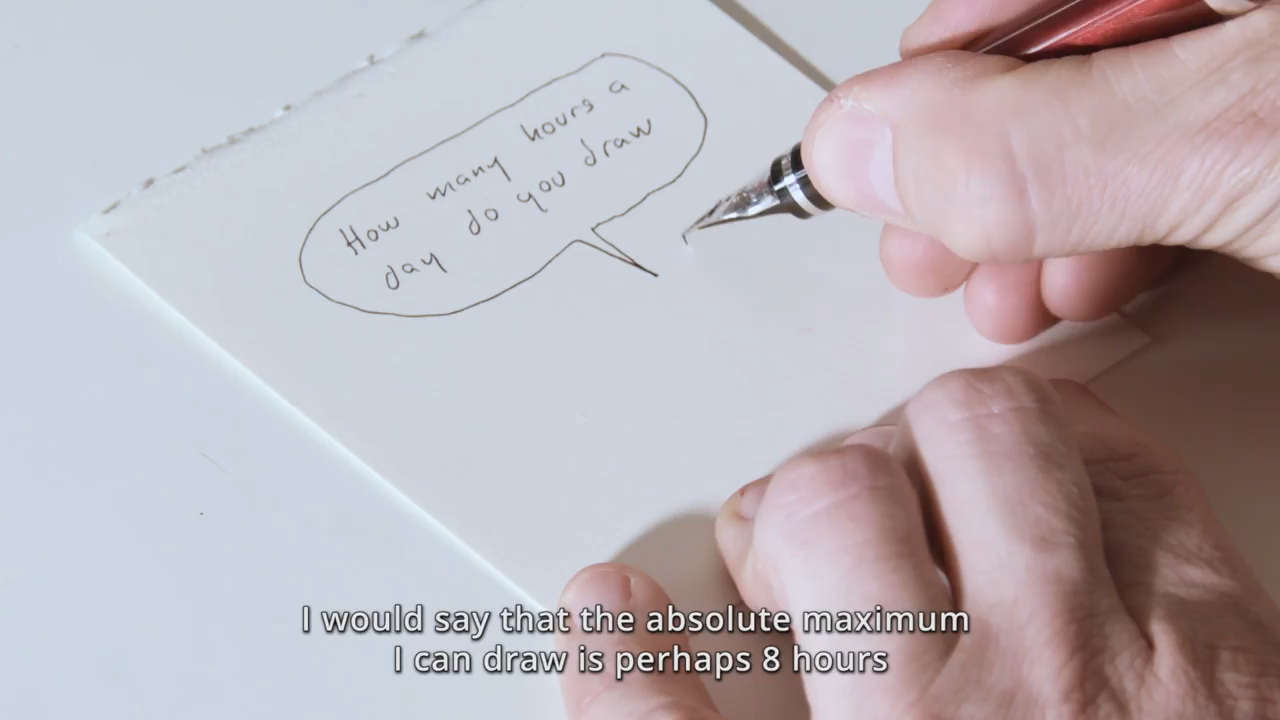 How many hours a
day do you draw
I would say that the absolute maximum
I can draw is perhaps 8 hours